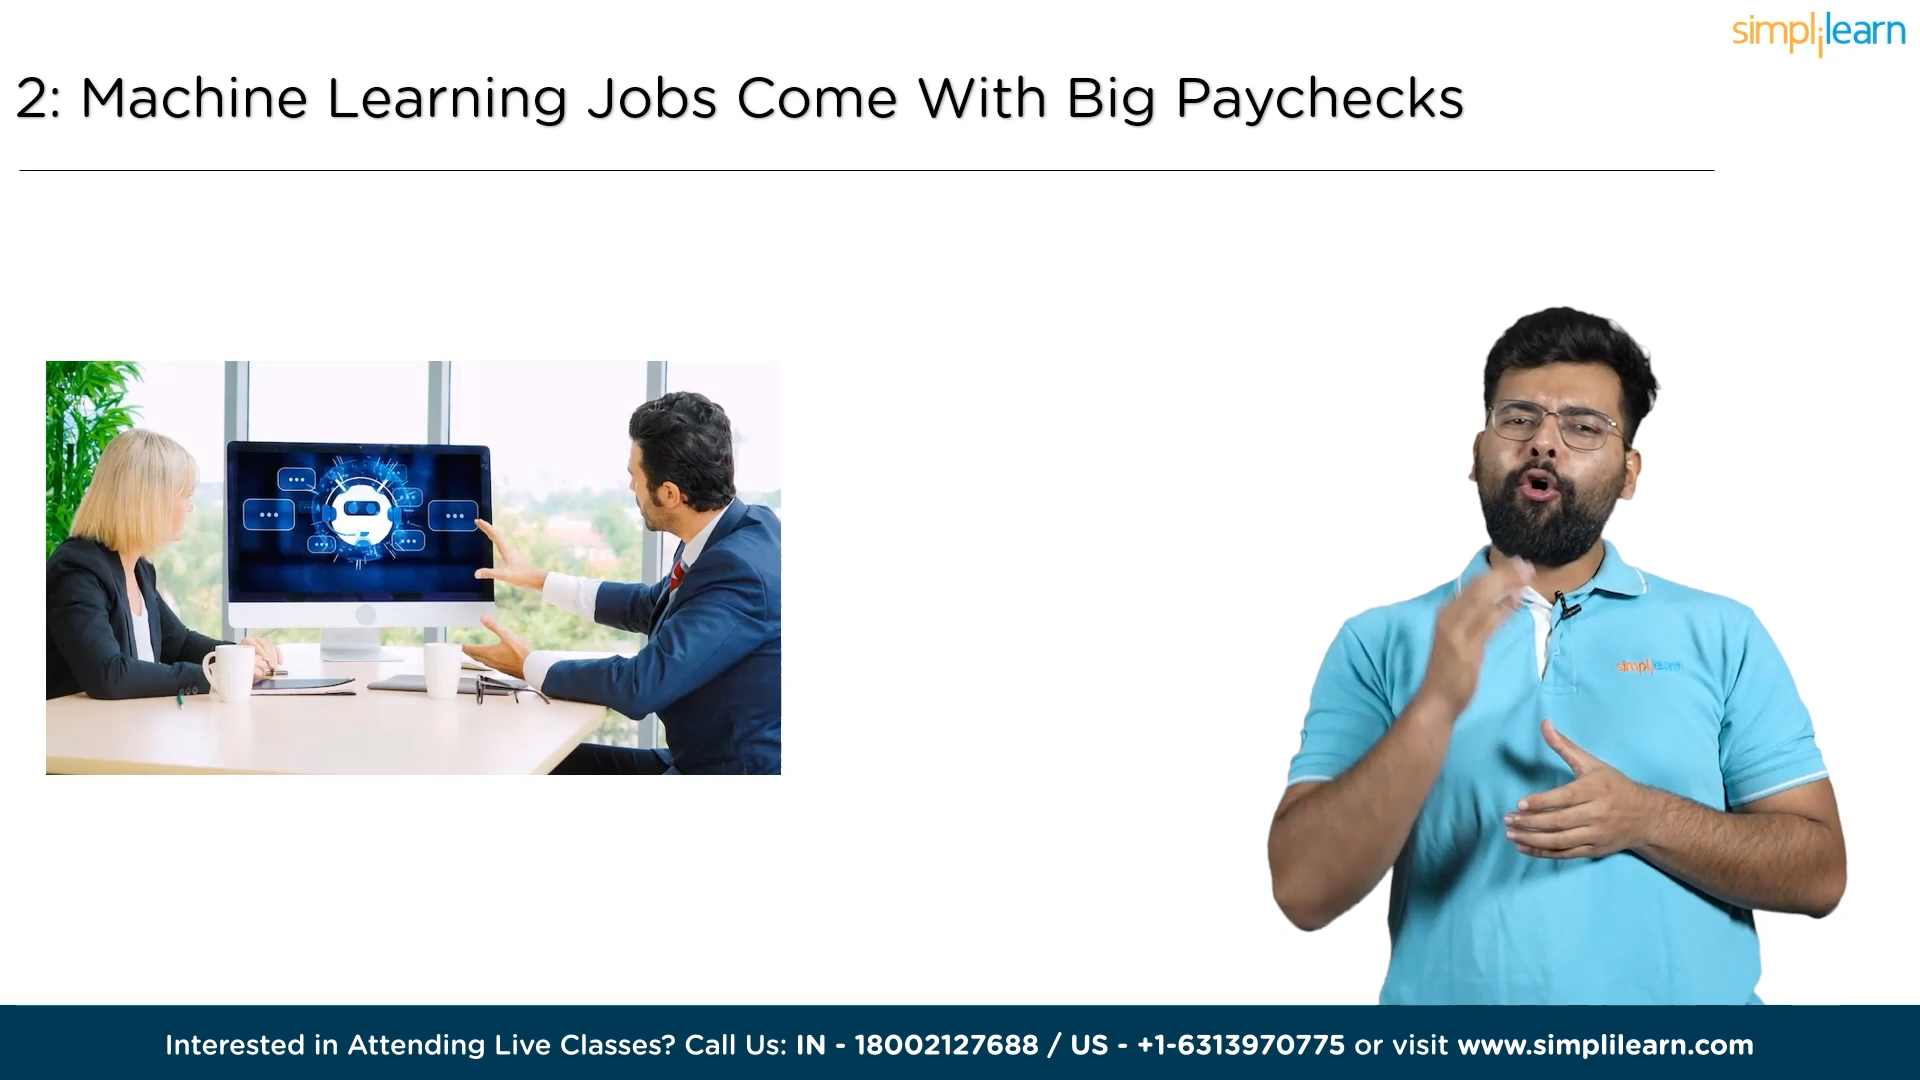 simplilearn
2: Machine Learning Jobs Come With Big Paychecks
simplilearn
Interested in Attending Live Classes? Call Us: IN - 18002127688 / US - +1-6313970775 or visit www.simplilearn.com